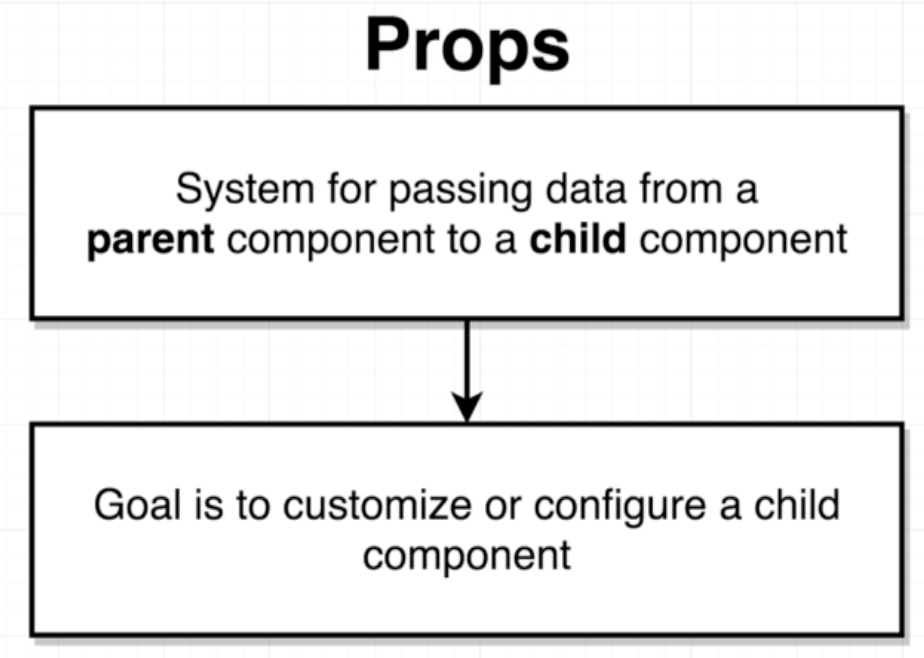 Props
System for passing data from a
parent component to a child component
Goal is to customize or configure a child
component